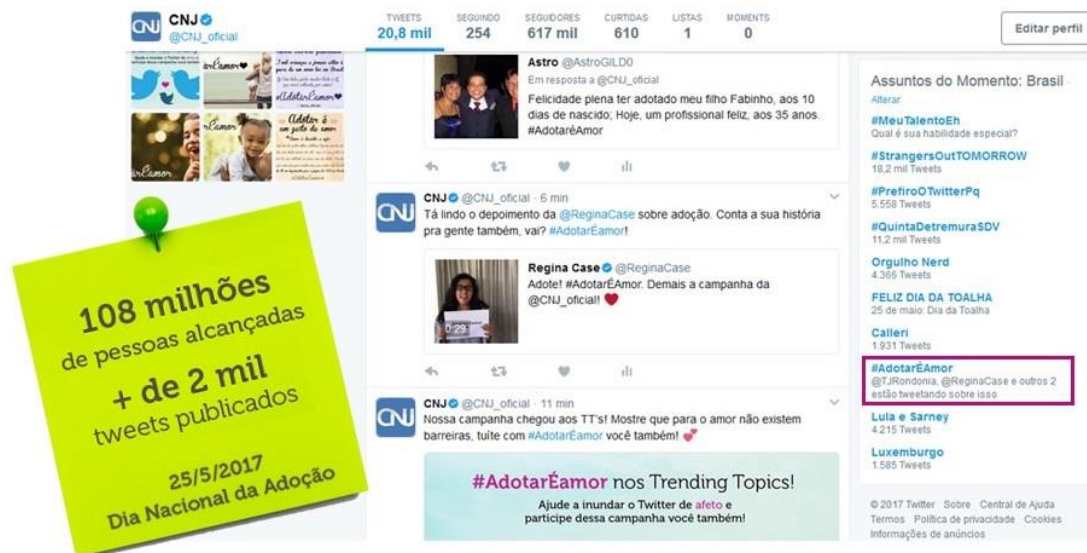 CNJ
CNJ
@CNJ_oficial
TWEETS
20,8 mil
SEGUINDO
254
SEGUIDORES
617 mil
CURTIDAS
610
LISTAS
1
MOMENTS
0
Editar perfil
Astro @AstroGILD0
Em resposta a @CNJ_oficial
Felicidade plena ter adotado meu filho Fabinho, aos 10
dias de nascido; Hoje, um profissional feliz, aos 35 anos.
#AdotaréAmor
CNJ
CNJ @CNJ_oficial · 6 min
Tá lindo o depoimento da @ReginaCase sobre adoção. Conta a sua história
pra gente também, vai? #AdotarÉamor!
Regina Case @ReginaCase
Adote! #AdotarÉAmor. Demais a campanha da
@CNJ_oficial!
0:29
CNJ
CNJ @CNJ_oficial · 11 min
Nossa campanha chegou aos TT's! Mostre que para o amor não existem
barreiras, tuíte com #AdotarÉamor você também!
#AdotarÉamor nos Trending Topics!
Ajude a inundar o Twitter de afeto e
participe dessa campanha você também!
108 milhões
de pessoas alcançadas
+ de 2 mil
tweets publicados
25/5/2017
Dia Nacional da Adoção
Assuntos do Momento: Brasil ·
Alterar
#MeuTalentoEh
Qual é sua habilidade especial?
#StrangersOutTOMORROW
18,2 mil Tweets
#PrefiroOTwitterPq
5.558 Tweets
#QuintaDetremuraSDV
11,2 mil Tweets
Orgulho Nerd
4.366 Tweets
FELIZ DIA DA TOALHA
25 de maio: Dia da Toalha
Calleri
1.931 Tweets
#AdotarÉAmor
@TJRondonia, @ReginaCase e outros 2
estão tweetando sobre isso
Lula e Sarney
4.215 Tweets
Luxemburgo
1.585 Tweets
© 2017 Twitter Sobre Central de Ajuda
Termos Política de privacidade Cookies
Informações de anúncios